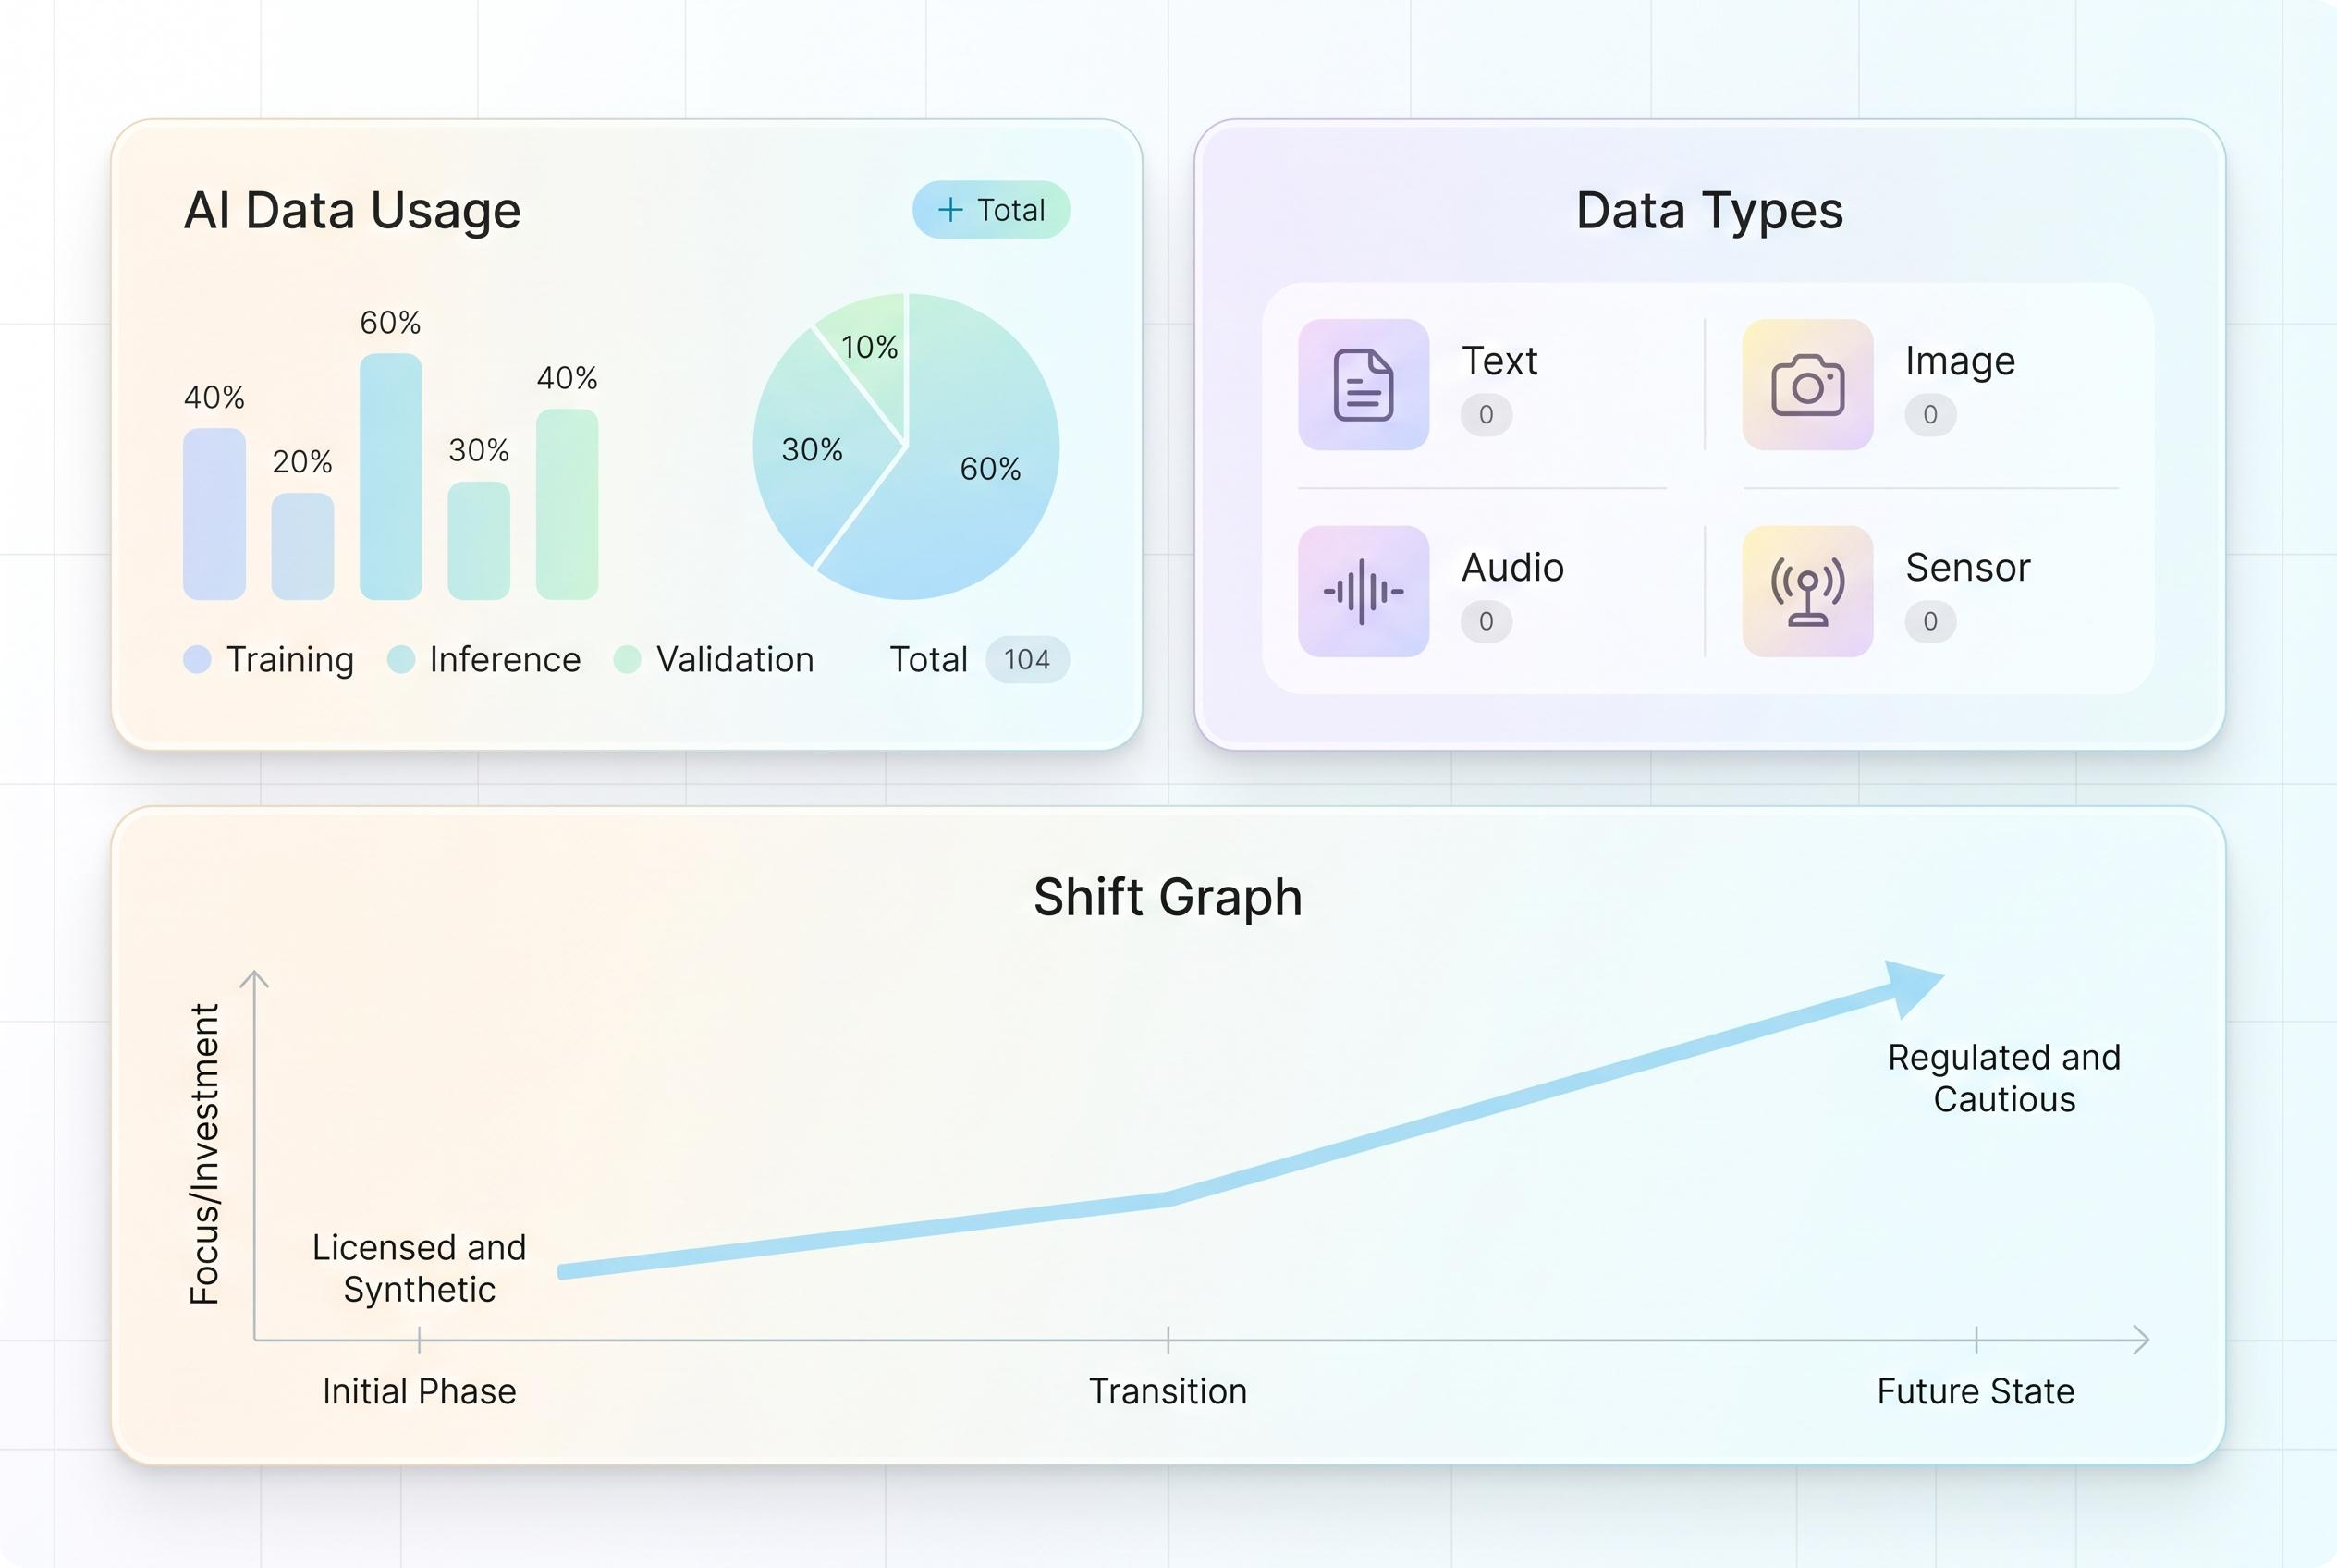 AI Data Usage
+ Total
40%
20%
60%
30%
40%
10%
30%
60%
Training
Inference
Validation
Total 104
Data Types
Text
0
Image
0
Audio
0
Sensor
0
Shift Graph
Focus/Investment
Licensed and
Synthetic
Regulated and
Cautious
Initial Phase
Transition
Future State